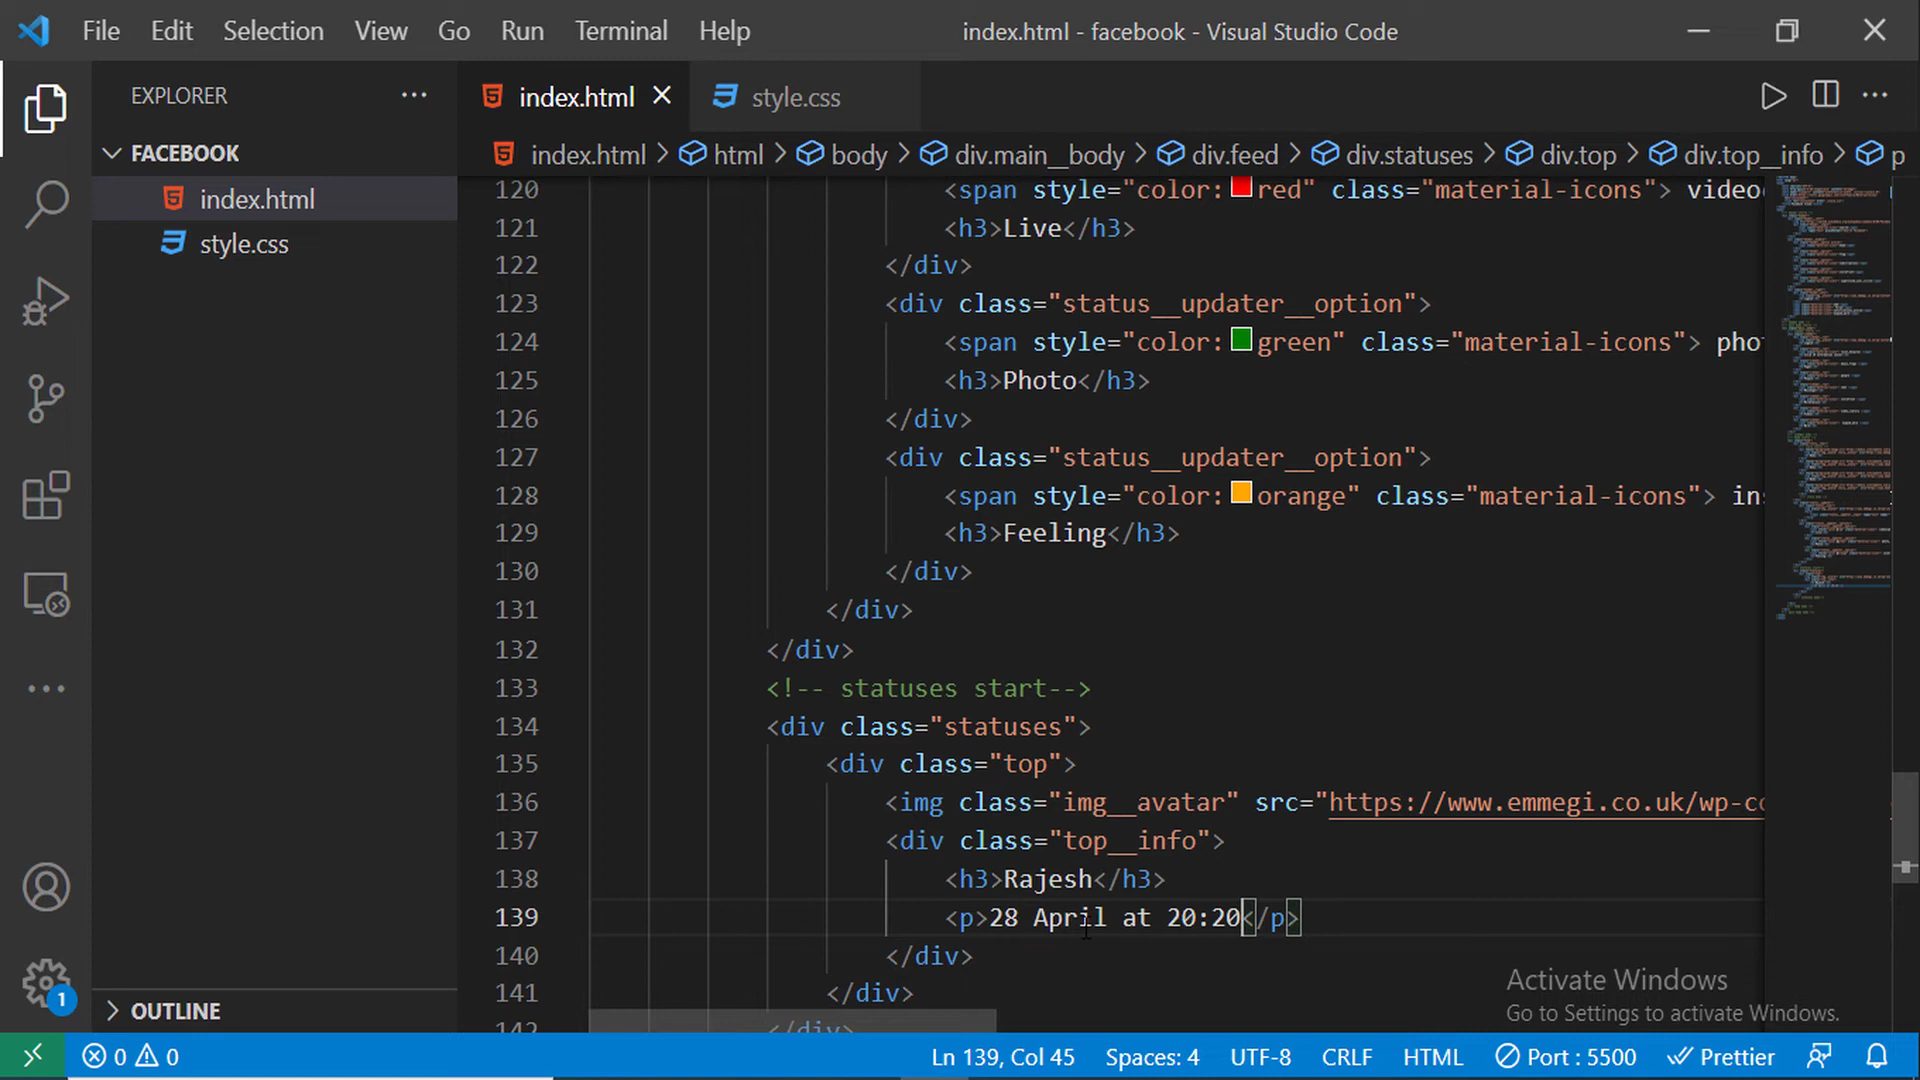 File Edit Selection View Go Run Terminal Help index.html - facebook - Visual Studio Code
EXPLORER ··· index.html style.css
FACEBOOK index.html > html > body > div.main__body > div.feed > div.statuses > div.top > div.top__info > p
index.html
style.css
120 <span style="color: red" class="material-icons">
121 <h3>Live</h3>
122 </div>
123 <div class="status__updater__option">
124 <span style="color: green" class="material-icons">
125 <h3>Photo</h3>
126 </div>
127 <div class="status__updater__option">
128 <span style="color: orange" class="material-icons">
129 <h3>Feeling</h3>
130 </div>
131 </div>
132 </div>
133 <!-- statuses start-->
134 <div class="statuses">
135 <div class="top">
136 <img class="img__avatar" src="https://www.emmegi.co.uk/wp-co
137 <div class="top__info">
138 <h3>Rajesh</h3>
139 <p>28 April at 20:20</p>
140 </div>
141 </div>
142 </div>
Activate Windows
Go to Settings to activate Windows.
OUTLINE
1
0 0 Ln 139, Col 45 Spaces: 4 UTF-8 CRLF HTML Port : 5500 Prettier